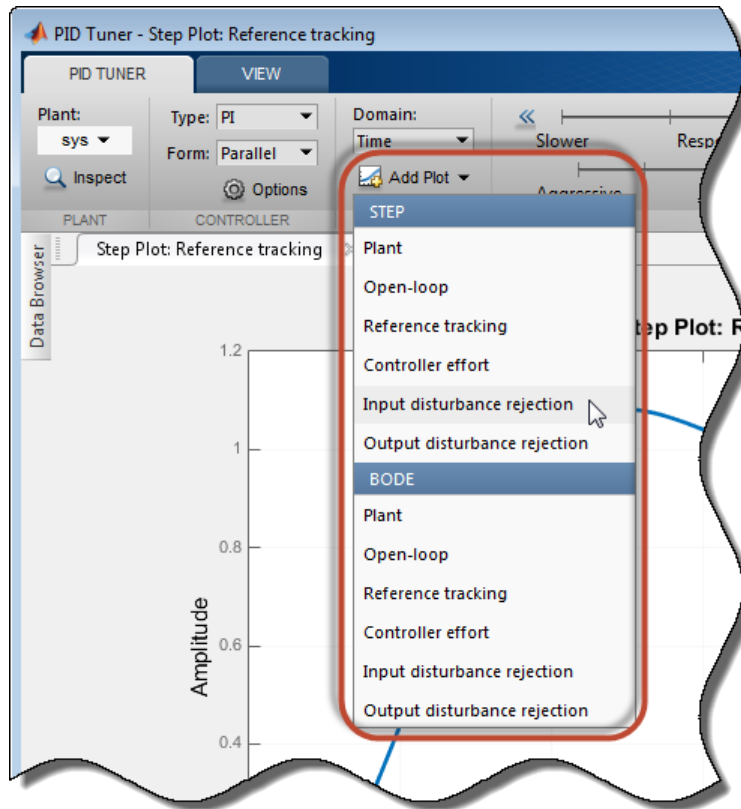 PID Tuner - Step Plot: Reference tracking
PID TUNER
VIEW
Plant:
sys
Inspect
PLANT
Type: PI
Form: Parallel
Options
CONTROLLER
Domain:
Time
Add Plot
Slower
Aggressive
STEP
Plant
Open-loop
Reference tracking
Controller effort
Input disturbance rejection
Output disturbance rejection
BODE
Plant
Open-loop
Reference tracking
Controller effort
Input disturbance rejection
Output disturbance rejection
Data Browser
Step Plot: Reference tracking
Plot: R
1.2
1
0.8
0.6
0.4
Amplitude